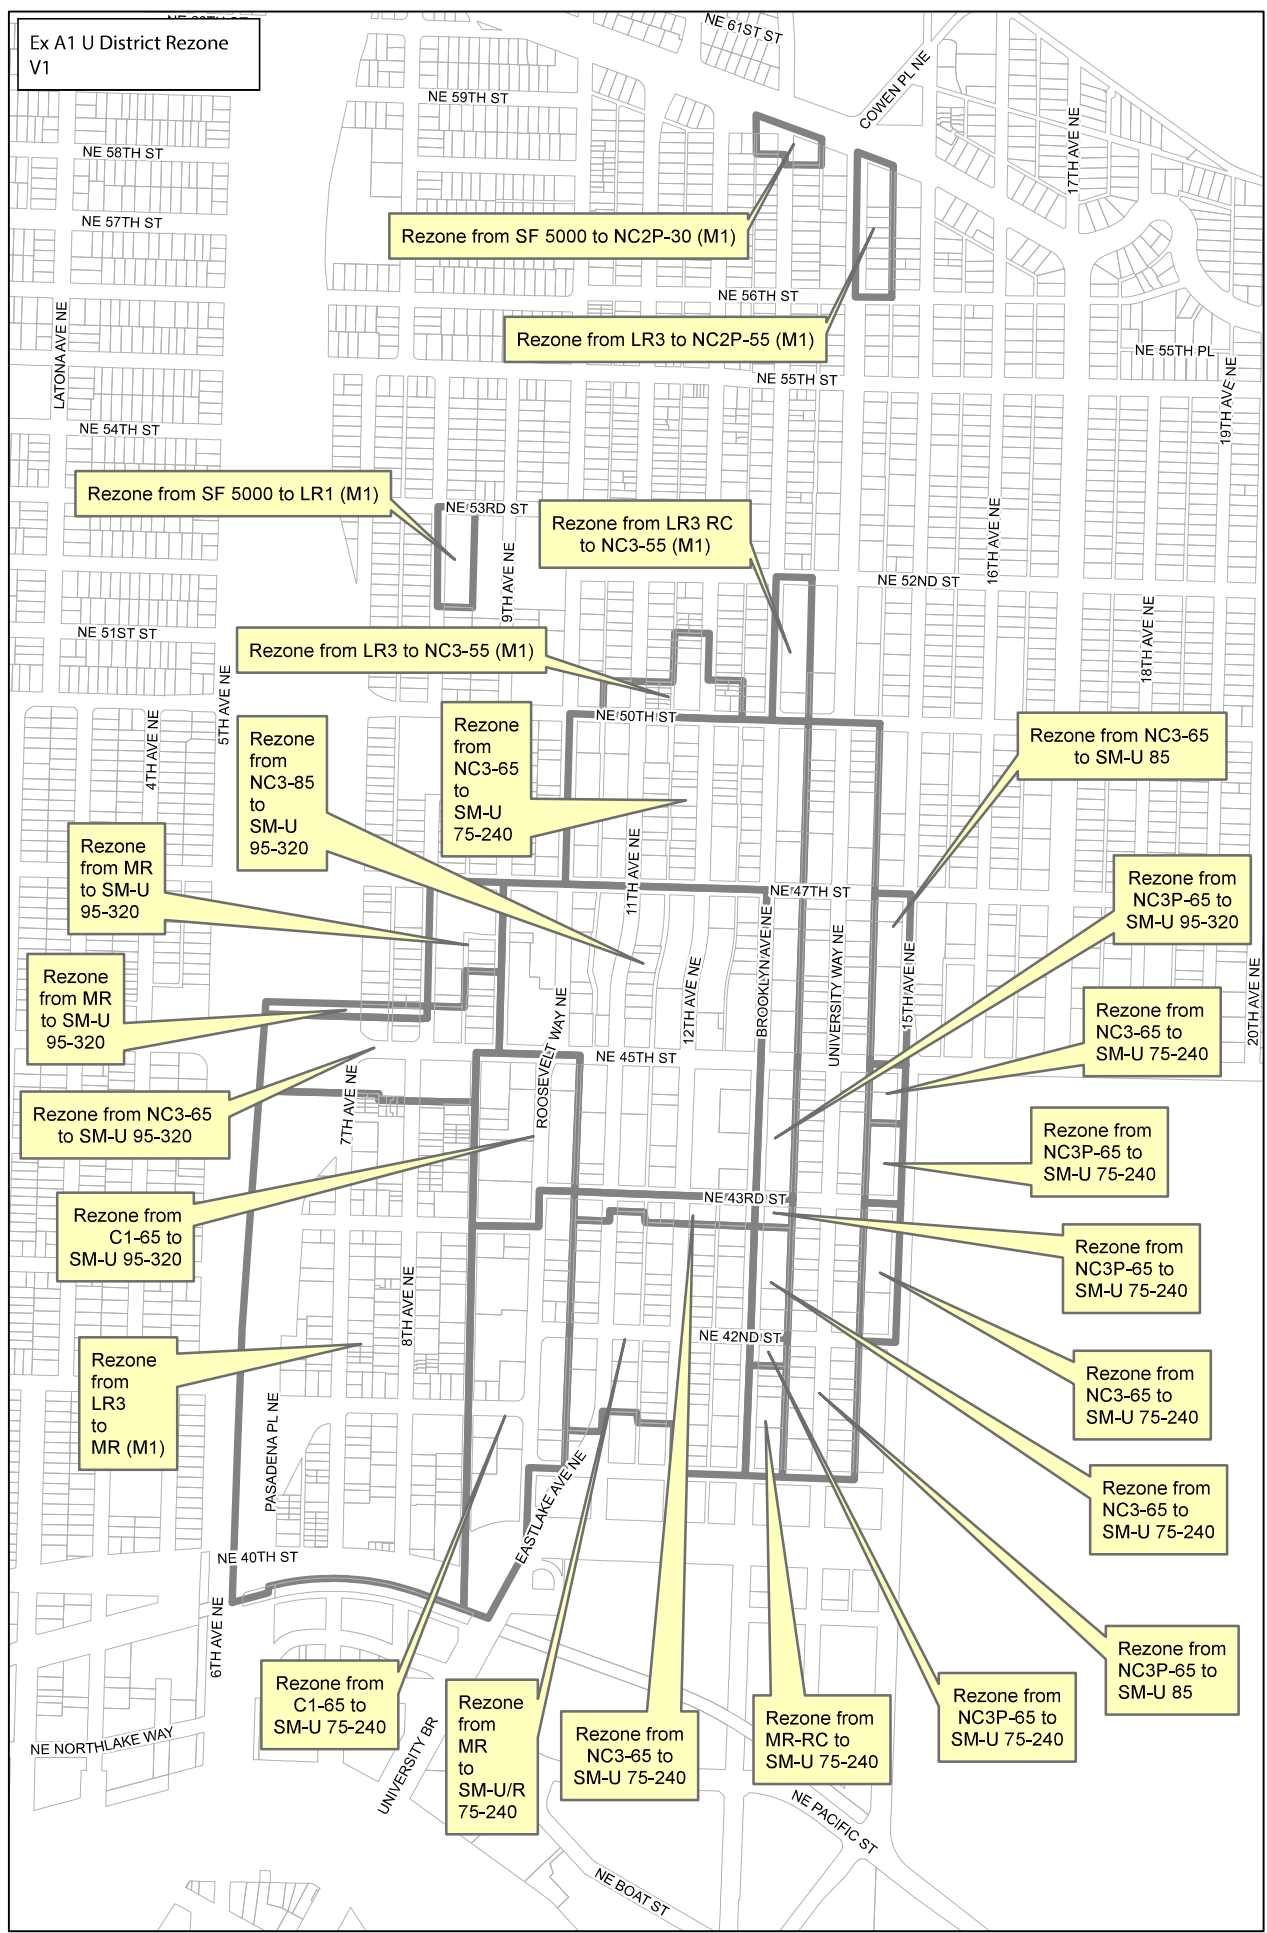 Ex A1 U District Rezone
V1
NE 61ST ST
COWEN PL NE
NE 59TH ST
17TH AVE NE
NE 58TH ST
NE 57TH ST
Rezone from SF 5000 to NC2P-30 (M1)
NE 56TH ST
LATONA AVE NE
Rezone from LR3 to NC2P-55 (M1)
NE 55TH PL
NE 55TH ST
19TH AVE NE
NE 54TH ST
Rezone from SF 5000 to LR1 (M1)
NE 53RD ST
Rezone from LR3 RC
to NC3-55 (M1)
9TH AVE NE
16TH AVE NE
NE 52ND ST
NE 51ST ST
18TH AVE NE
Rezone from LR3 to NC3-55 (M1)
5TH AVE NE
4TH AVE NE
NE 50TH ST
Rezone
from
NC3-85
to
SM-U
95-320
Rezone
from
NC3-65
to
SM-U
75-240
Rezone from NC3-65
to SM-U 85
11TH AVE NE
Rezone
from MR
to SM-U
95-320
NE 47TH ST
Rezone from
NC3P-65 to
SM-U 95-320
BROOKLYN AVE NE
UNIVERSITY WAY NE
15TH AVE NE
20TH AVE NE
12TH AVE NE
ROOSEVELT WAY NE
Rezone
from MR
to SM-U
95-320
Rezone from
NC3-65 to
SM-U 75-240
NE 45TH ST
7TH AVE NE
Rezone from NC3-65
to SM-U 95-320
Rezone from
NC3P-65 to
SM-U 75-240
NE 43RD ST
Rezone from
C1-65 to
SM-U 95-320
Rezone from
NC3P-65 to
SM-U 75-240
8TH AVE NE
NE 42ND ST
Rezone
from
LR3
to
MR (M1)
Rezone from
NC3-65 to
SM-U 75-240
PASADENA PL NE
EASTLAKE AVE NE
Rezone from
NC3-65 to
SM-U 75-240
NE 40TH ST
6TH AVE NE
Rezone from
NC3P-65 to
SM-U 85
Rezone from
C1-65 to
SM-U 75-240
Rezone
from
MR
to
SM-U/R
75-240
Rezone from
NC3-65 to
SM-U 75-240
Rezone from
MR-RC to
SM-U 75-240
Rezone from
NC3P-65 to
SM-U 75-240
NE NORTHLAKE WAY
UNIVERSITY BR
NE PACIFIC ST
NE BOAT ST